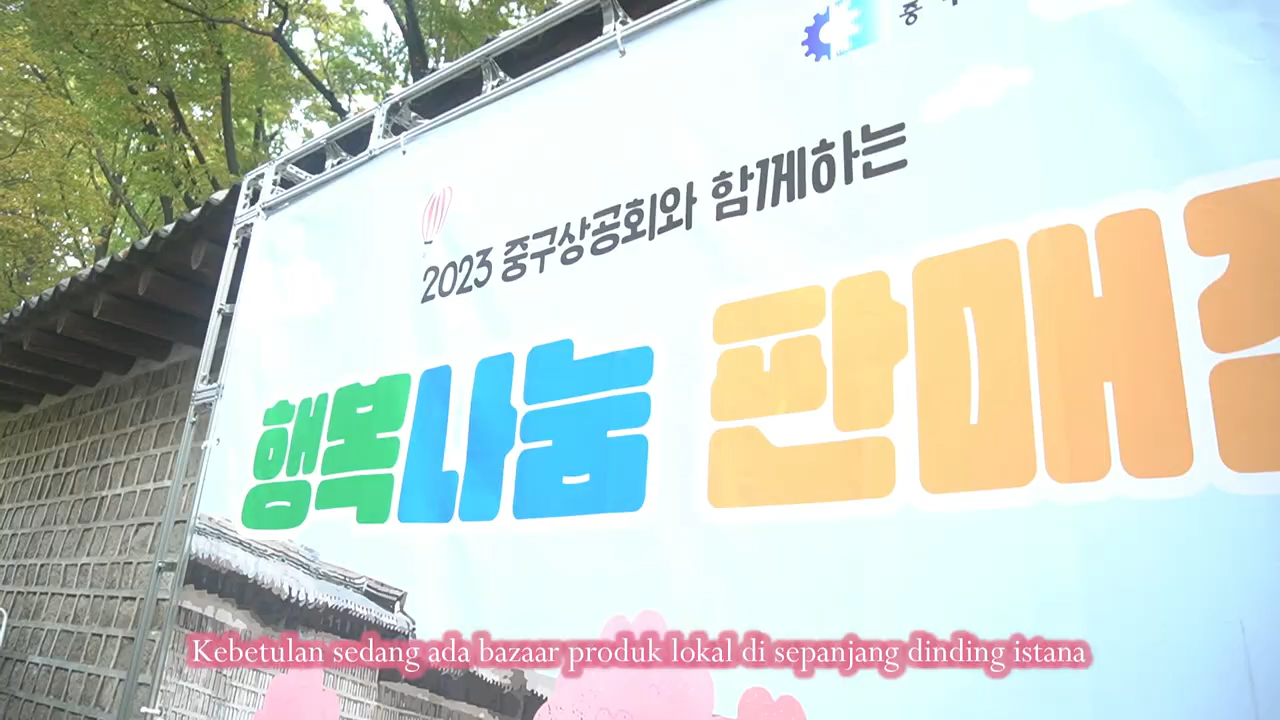 2023 중구상공회와 함께하는
행복나눔 판매
Kebetulan sedang ada bazaar produk lokal di sepanjang dinding istana